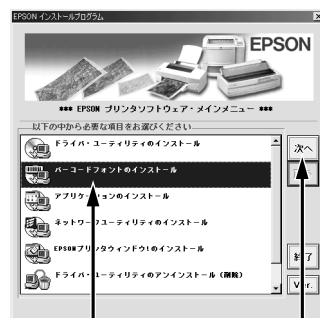 EPSON インストールプログラム
EPSON
*** EPSON プリンタソフトウェア・メインメニュー ***
以下の中から必要な項目をお選びください
ドライバ・ユーティリティのインストール
バーコードフォントのインストール
次へ
アプリケーションのインストール
ネットワークユーティリティのインストール
EPSONプリンタウィンドウ!のインストール
終了
ドライバ・ユーティリティのアンインストール(削除)
Ver.